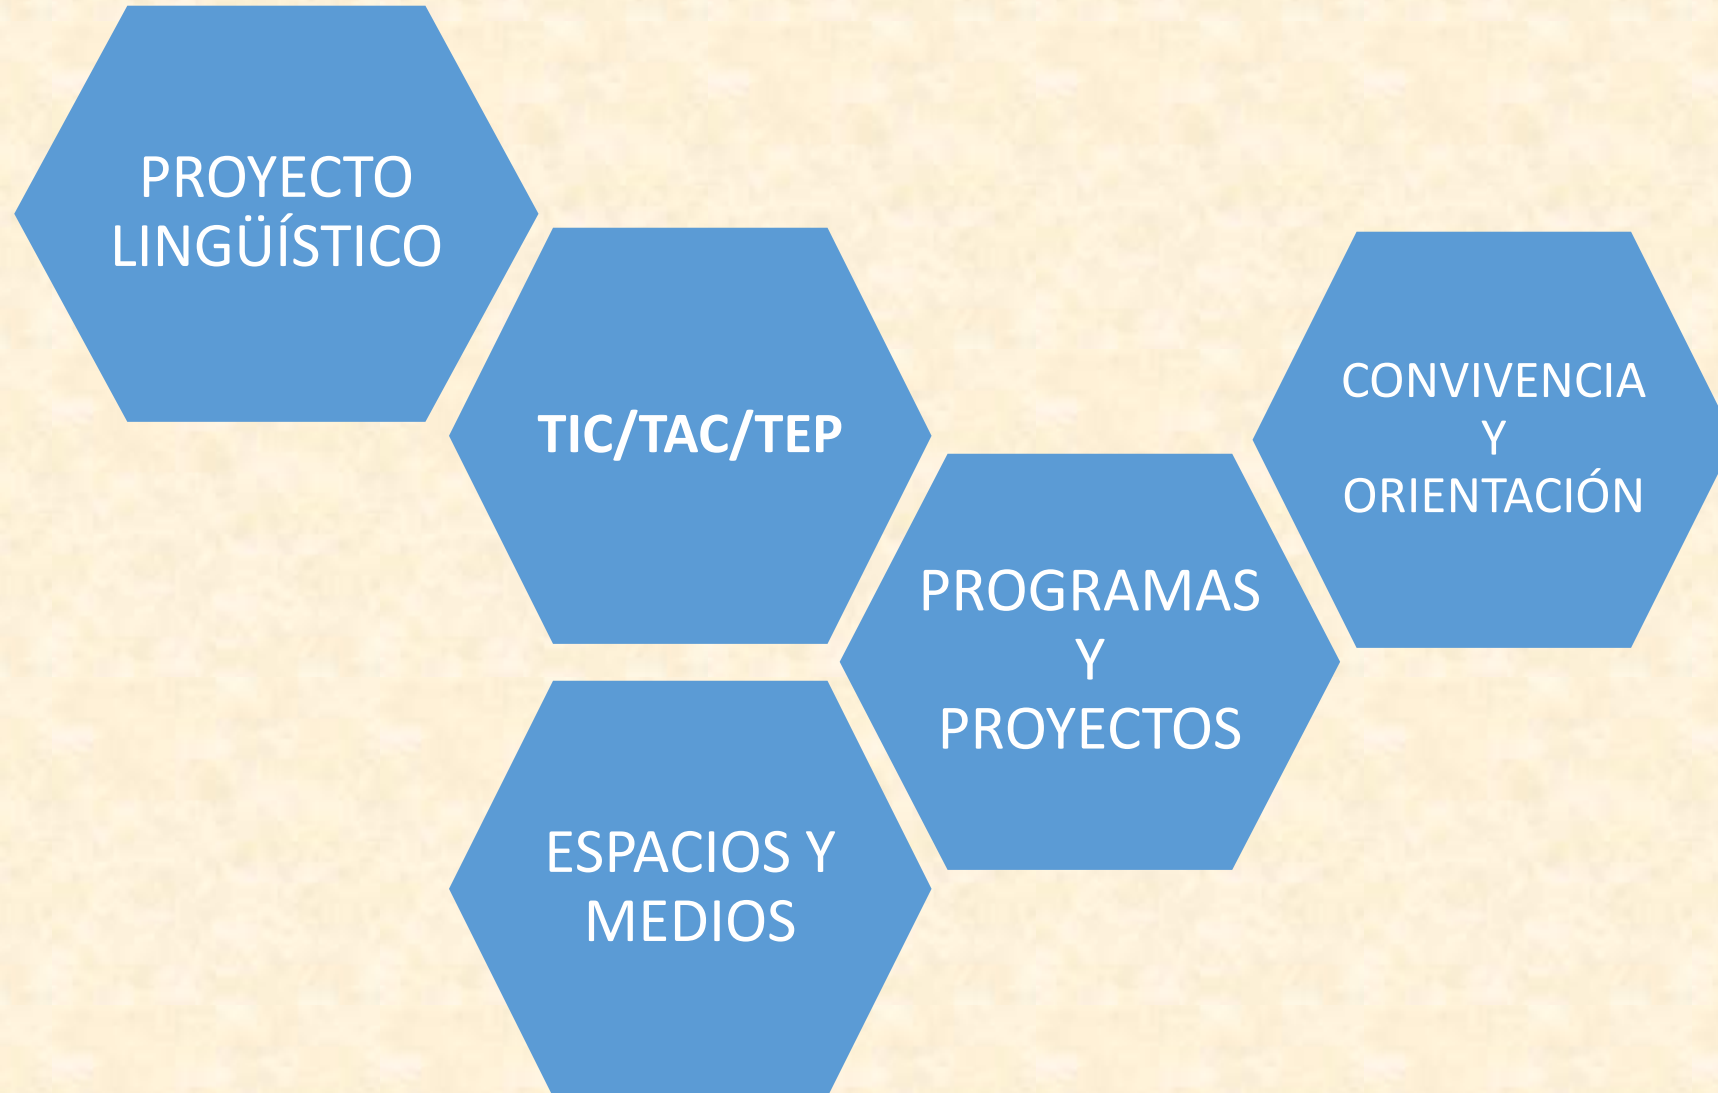 PROYECTO
LINGÜÍSTICO
TIC/TAC/TEP
CONVIVENCIA
Y
ORIENTACIÓN
PROGRAMAS
Y
PROYECTOS
ESPACIOS Y
MEDIOS